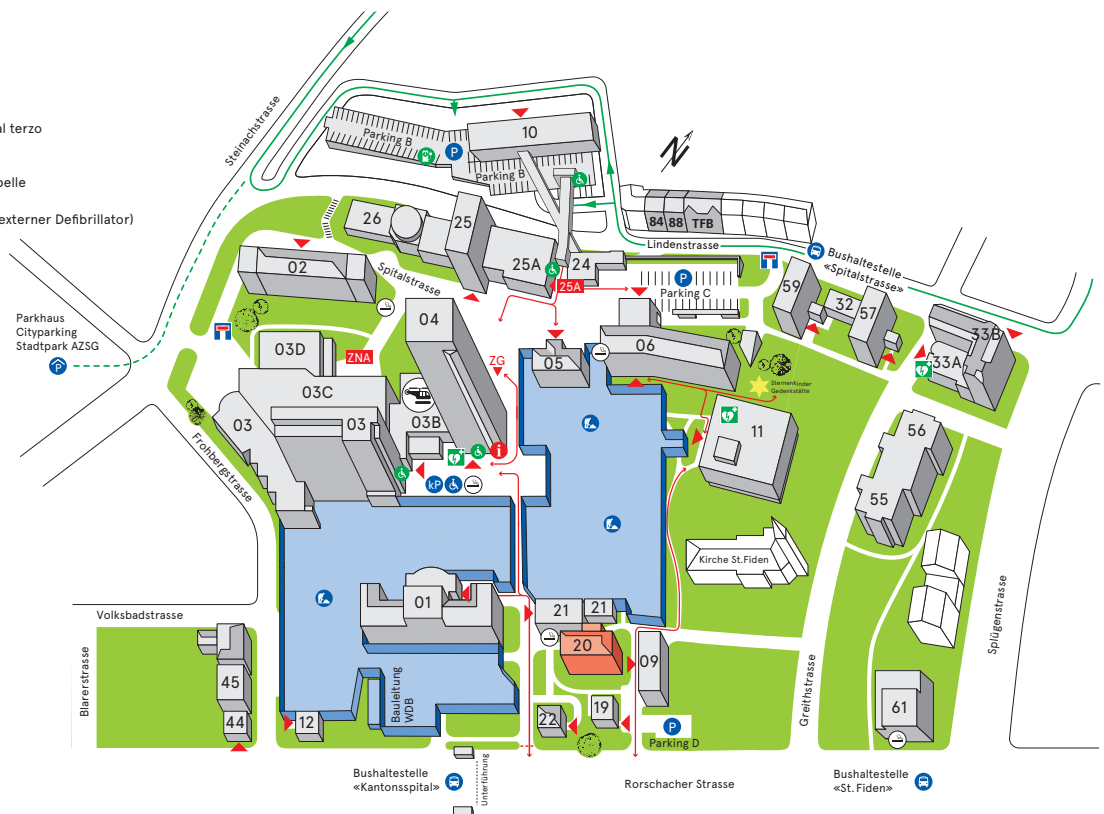 al terzo
pelle
externer Defibrillator)
Steinachstrasse
Parking B
P
10
Parking B
N
84
88
TFB
Lindenstrasse
Bushaltestelle
«Spitalstrasse»
26
25
25A
24
25A
P
Parking C
59
32
57
33B
33A
02
Spitalstrasse
Parkhaus
Cityparking
Stadtpark AZSG
P
03D
ZNA
04
ZG
05
06
Sternenkinder
Gedenkstätte
03C
03
03
03B
i
kP
11
56
55
Frohbergstrasse
Kirche St.Fiden
01
21
21
20
09
Volksbadstrasse
Blarerstrasse
45
44
12
Bauleitung
WDB
22
19
P
Parking D
Greithstrasse
Splügenstrasse
61
Bushaltestelle
«Kantonsspital»
Unterführung
Rorschacher Strasse
Bushaltestelle
«St. Fiden»